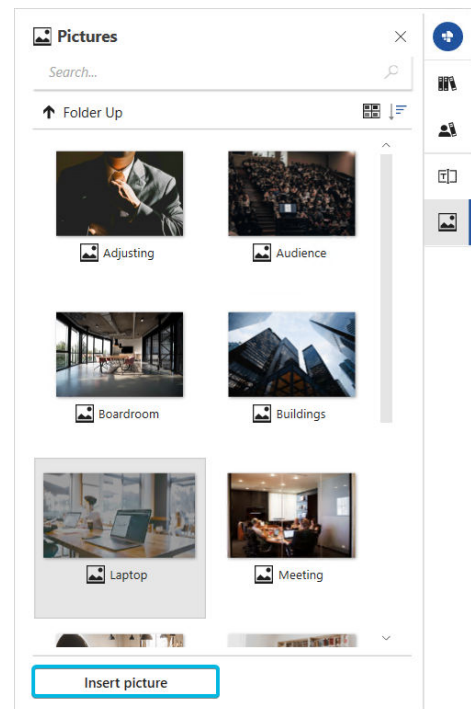 Pictures
Search...
Folder Up
Adjusting
Audience
Boardroom
Buildings
Laptop
Meeting
Insert picture